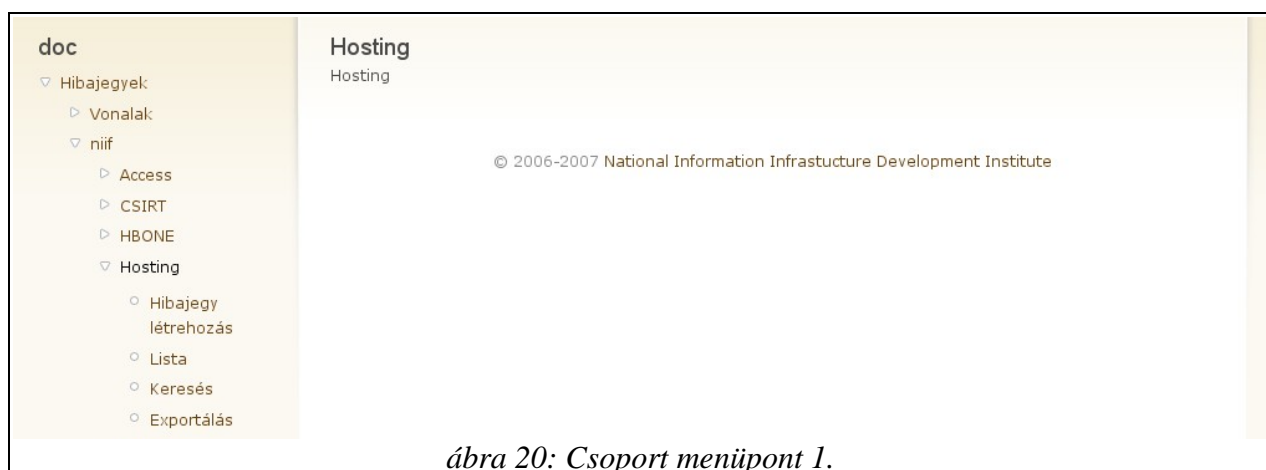 doc
Hibajegyek
Vonalak
niif
Access
CSIRT
HBONE
Hosting
Hibajegy
létrehozás
Lista
Keresés
Exportálás
Hosting
Hosting
© 2006-2007 National Information Infrastucture Development Institute
ábra 20: Csoport menüpont 1.